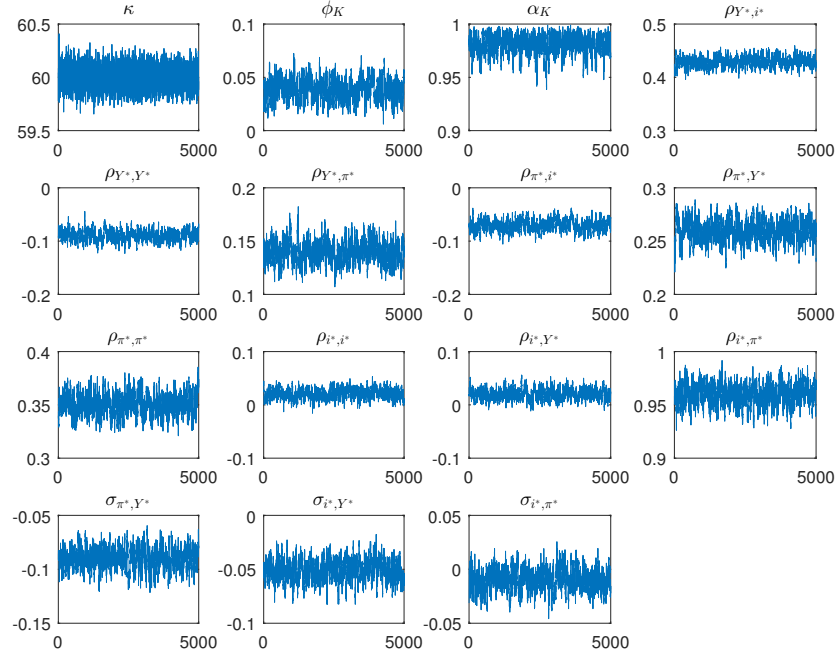 κ ϕ_K α_K ρ_{Y*,i*}
60.5 0.1 1 0.5
60 0.05 0.95 0.4
59.5 0 0.9 0.3
0 5000 0 5000 0 5000 0 5000
ρ_{Y*,Y*} ρ_{Y*,π*} ρ_{π*,i*} ρ_{π*,Y*}
0 0.2 0 0.3
-0.1 0.15 -0.1 0.25
-0.2 0.1 -0.2 0.2
0 5000 0 5000 0 5000 0 5000
ρ_{π*,π*} ρ_{i*,i*} ρ_{i*,Y*} ρ_{i*,π*}
0.4 0.1 0.1 1
0.35 0 0 0.95
0.3 -0.1 -0.1 0.9
0 5000 0 5000 0 5000 0 5000
σ_{π*,Y*} σ_{i*,Y*} σ_{i*,π*}
-0.05 0 0.05
-0.1 -0.05 0
-0.15 -0.1 -0.05
0 5000 0 5000 0 5000